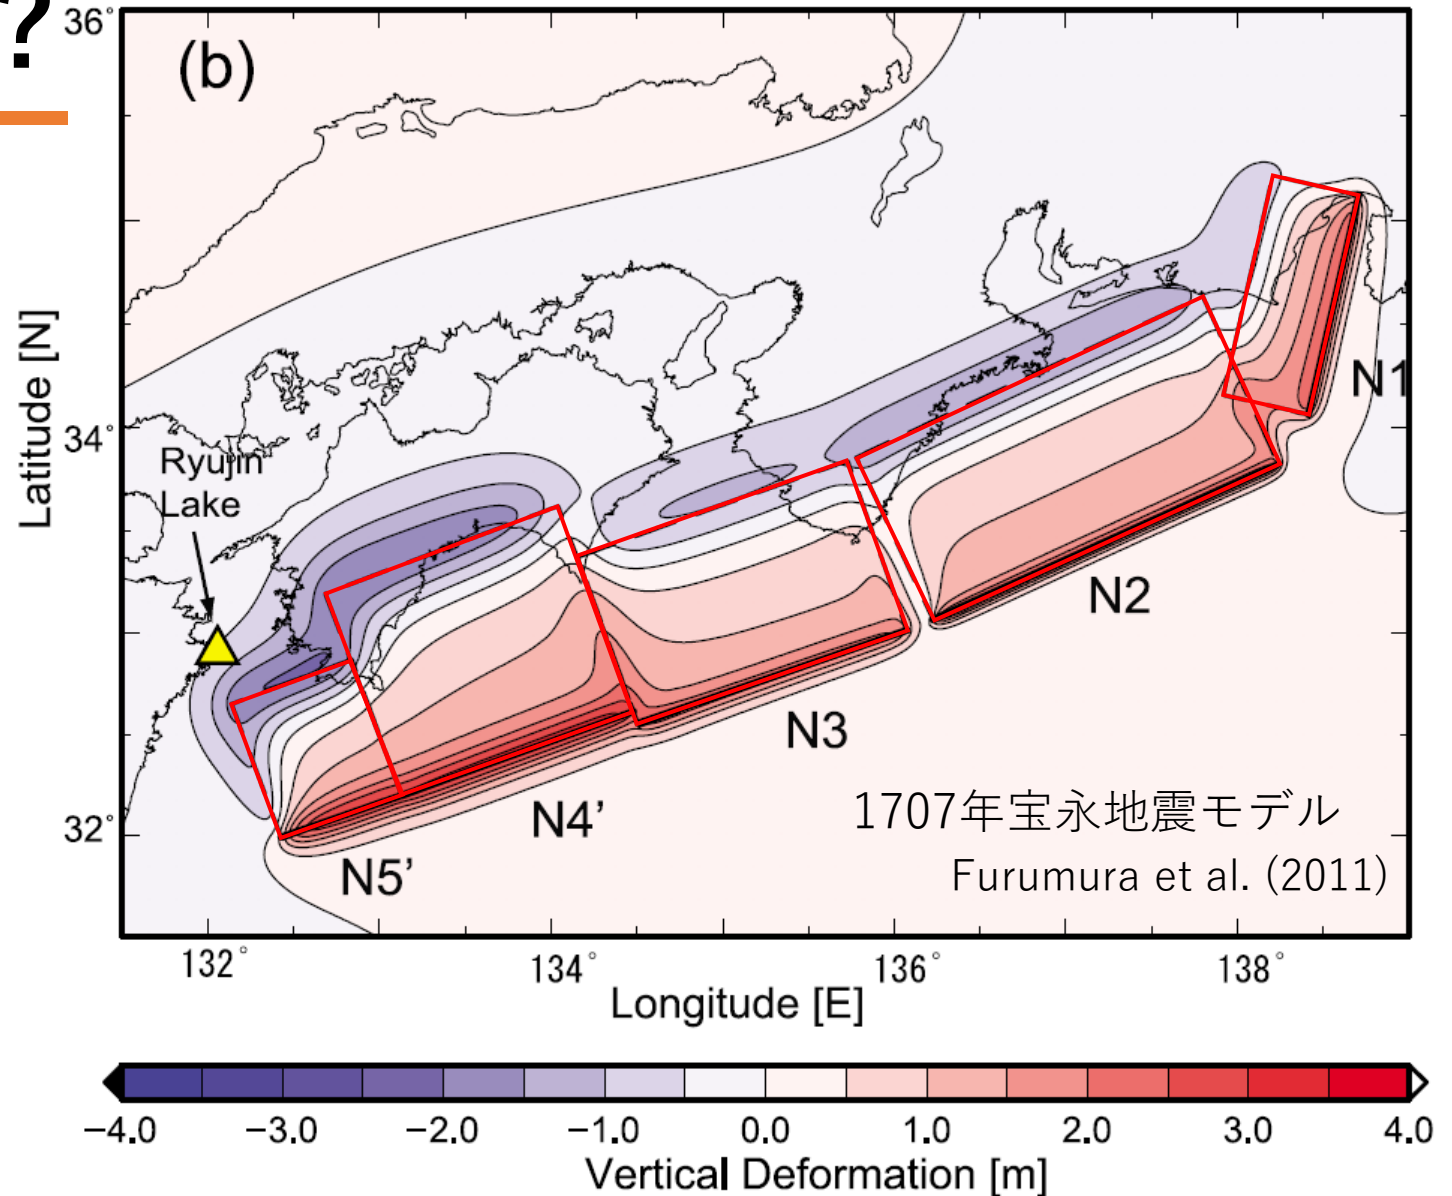 ?
(b)
36°
34°
32°
Latitude [N]
Ryujin
Lake
N1
N2
N3
N4'
N5'
1707年宝永地震モデル
Furumura et al. (2011)
132° 134° 136° 138°
Longitude [E]
−4.0 −3.0 −2.0 −1.0 0.0 1.0 2.0 3.0 4.0
Vertical Deformation [m]